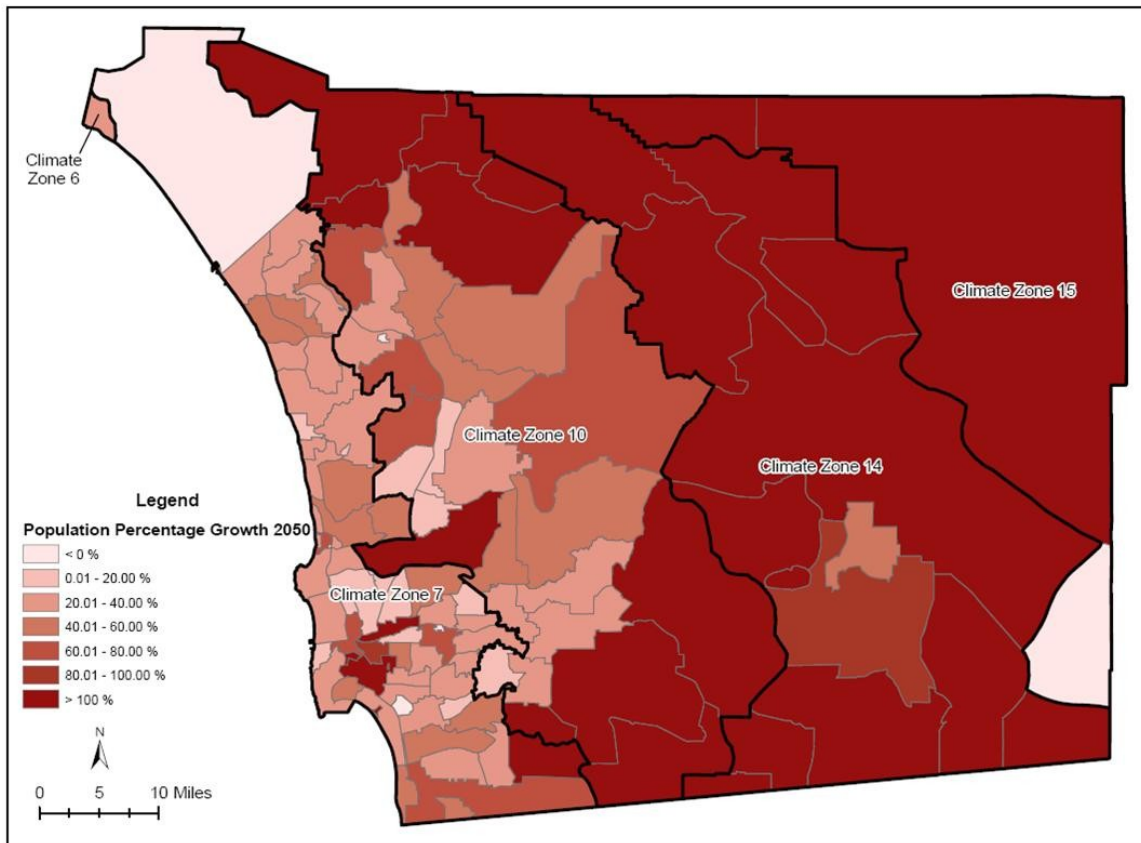 Climate
Zone 6
Climate Zone 15
Climate Zone 10
Climate Zone 14
Climate Zone 7
Legend
Population Percentage Growth 2050
< 0 %
0.01 - 20.00 %
20.01 - 40.00 %
40.01 - 60.00 %
60.01 - 80.00 %
80.01 - 100.00 %
> 100 %
N
0 5 10 Miles